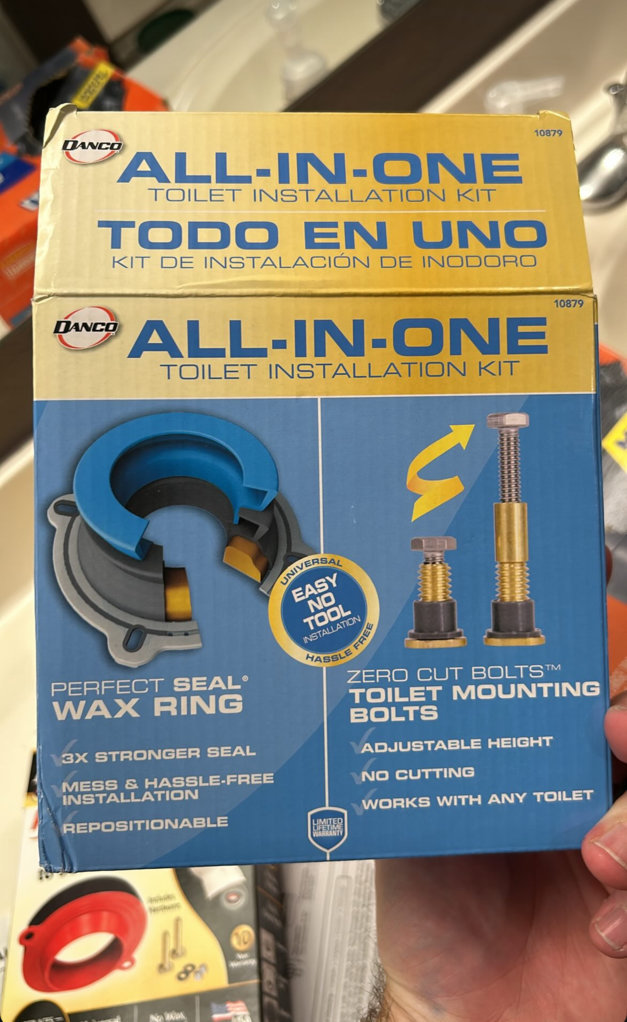 DANCO
10879
ALL-IN-ONE
TOILET INSTALLATION KIT
TODO EN UNO
KIT DE INSTALACIÓN DE INODORO
DANCO
10879
ALL-IN-ONE
TOILET INSTALLATION KIT
UNIVERSAL
EASY
NO
TOOL
INSTALLATION
HASSLE FREE
PERFECT SEAL®
WAX RING
3X STRONGER SEAL
MESS & HASSLE-FREE
INSTALLATION
REPOSITIONABLE
ZERO CUT BOLTS™
TOILET MOUNTING
BOLTS
ADJUSTABLE HEIGHT
NO CUTTING
WORKS WITH ANY TOILET
LIMITED
LIFETIME
WARRANTY
Includes
Hardware
10